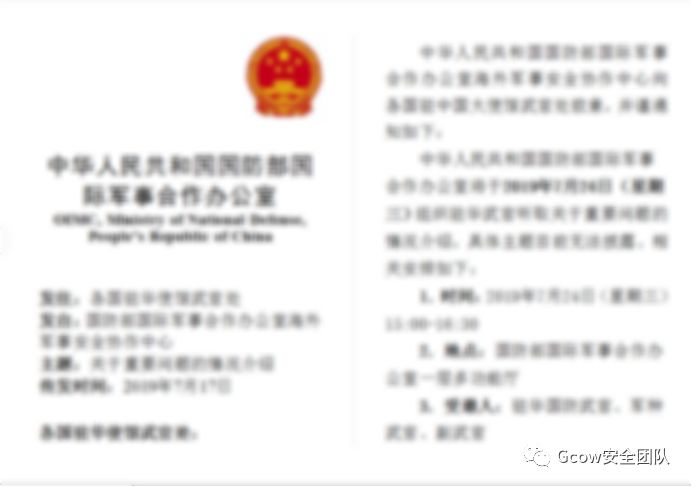 中华人民共和国国防部国
际军事合作办公室
Ministry of National Defense,
People's Republic of China
发往：各国驻华使馆武官处
发自：国防部国际军事合作办公室海外
军事安全协作中心
主题：关于重要问题的情况介绍
时间：2019年7月17日
各国驻华使馆武官处：
中华人民共和国国防部国际军事
合作办公室海外军事安全协作中心向
各国驻中国大使馆武官处致意，并谨通
知如下：
中华人民共和国国防部国际军事
合作办公室将于2019年7月24日（星期
三）组织驻华武官听取关于重要问题的
情况介绍，具体主题目前无法披露，相
关安排如下：
1．时间：2019年7月24日（星期三）
15:00-16:30
2．地点：国防部国际军事合作办
公室一层多功能厅
3．受邀人：驻华国防武官、军种
武官、副武官
Gcow安全团队